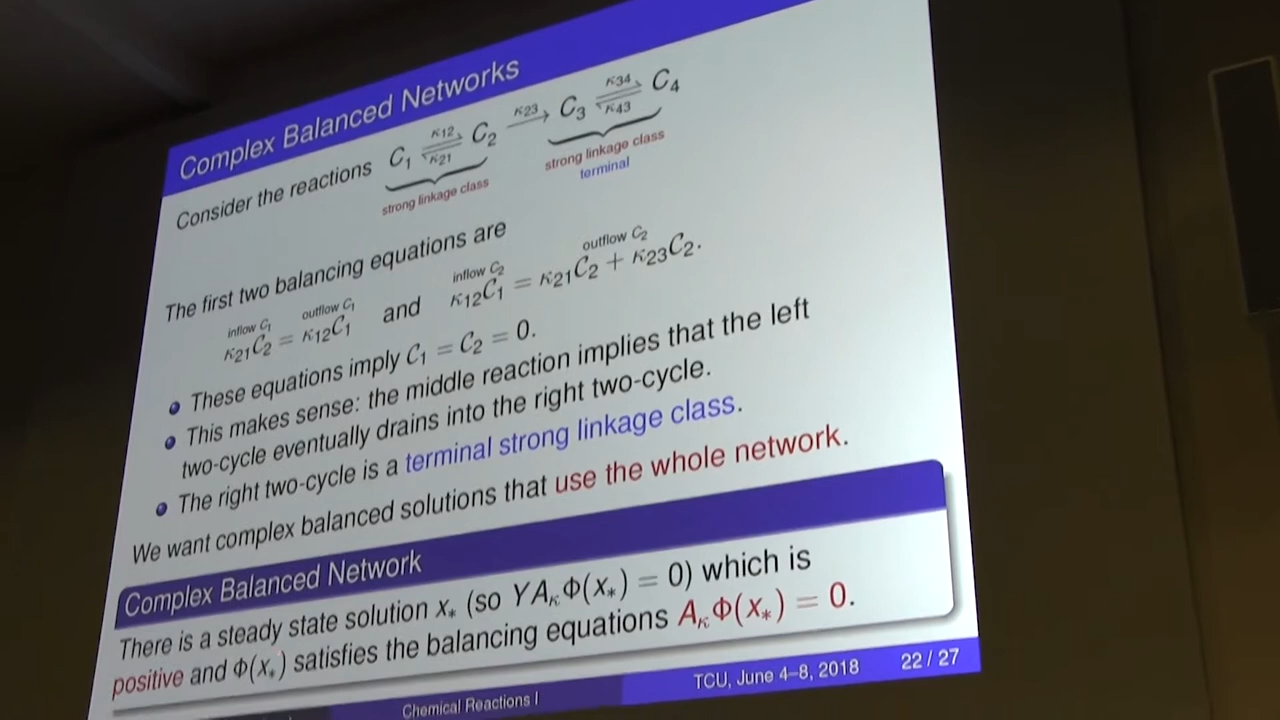 Complex Balanced Networks
Consider the reactions C₁ ⇌ C₂ → C₃ ⇌ C₄
κ₁₂ κ₂₁ κ₂₃ κ₃₄ κ₄₃
strong linkage class
strong linkage class
terminal
The first two balancing equations are
inflow C₁ outflow C₁ inflow C₂ outflow C₂
κ₂₁C₂ = κ₁₂C₁ and κ₁₂C₁ = κ₂₁C₂ + κ₂₃C₂.
These equations imply C₁ = C₂ = 0.
This makes sense: the middle reaction implies that the left
two-cycle eventually drains into the right two-cycle.
The right two-cycle is a terminal strong linkage class.
We want complex balanced solutions that use the whole network.
Complex Balanced Network
There is a steady state solution x* (so YAκΦ(x*) = 0) which is
positive and Φ(x*) satisfies the balancing equations AκΦ(x*) = 0.
Chemical Reactions I
TCU, June 4–8, 2018
22 / 27